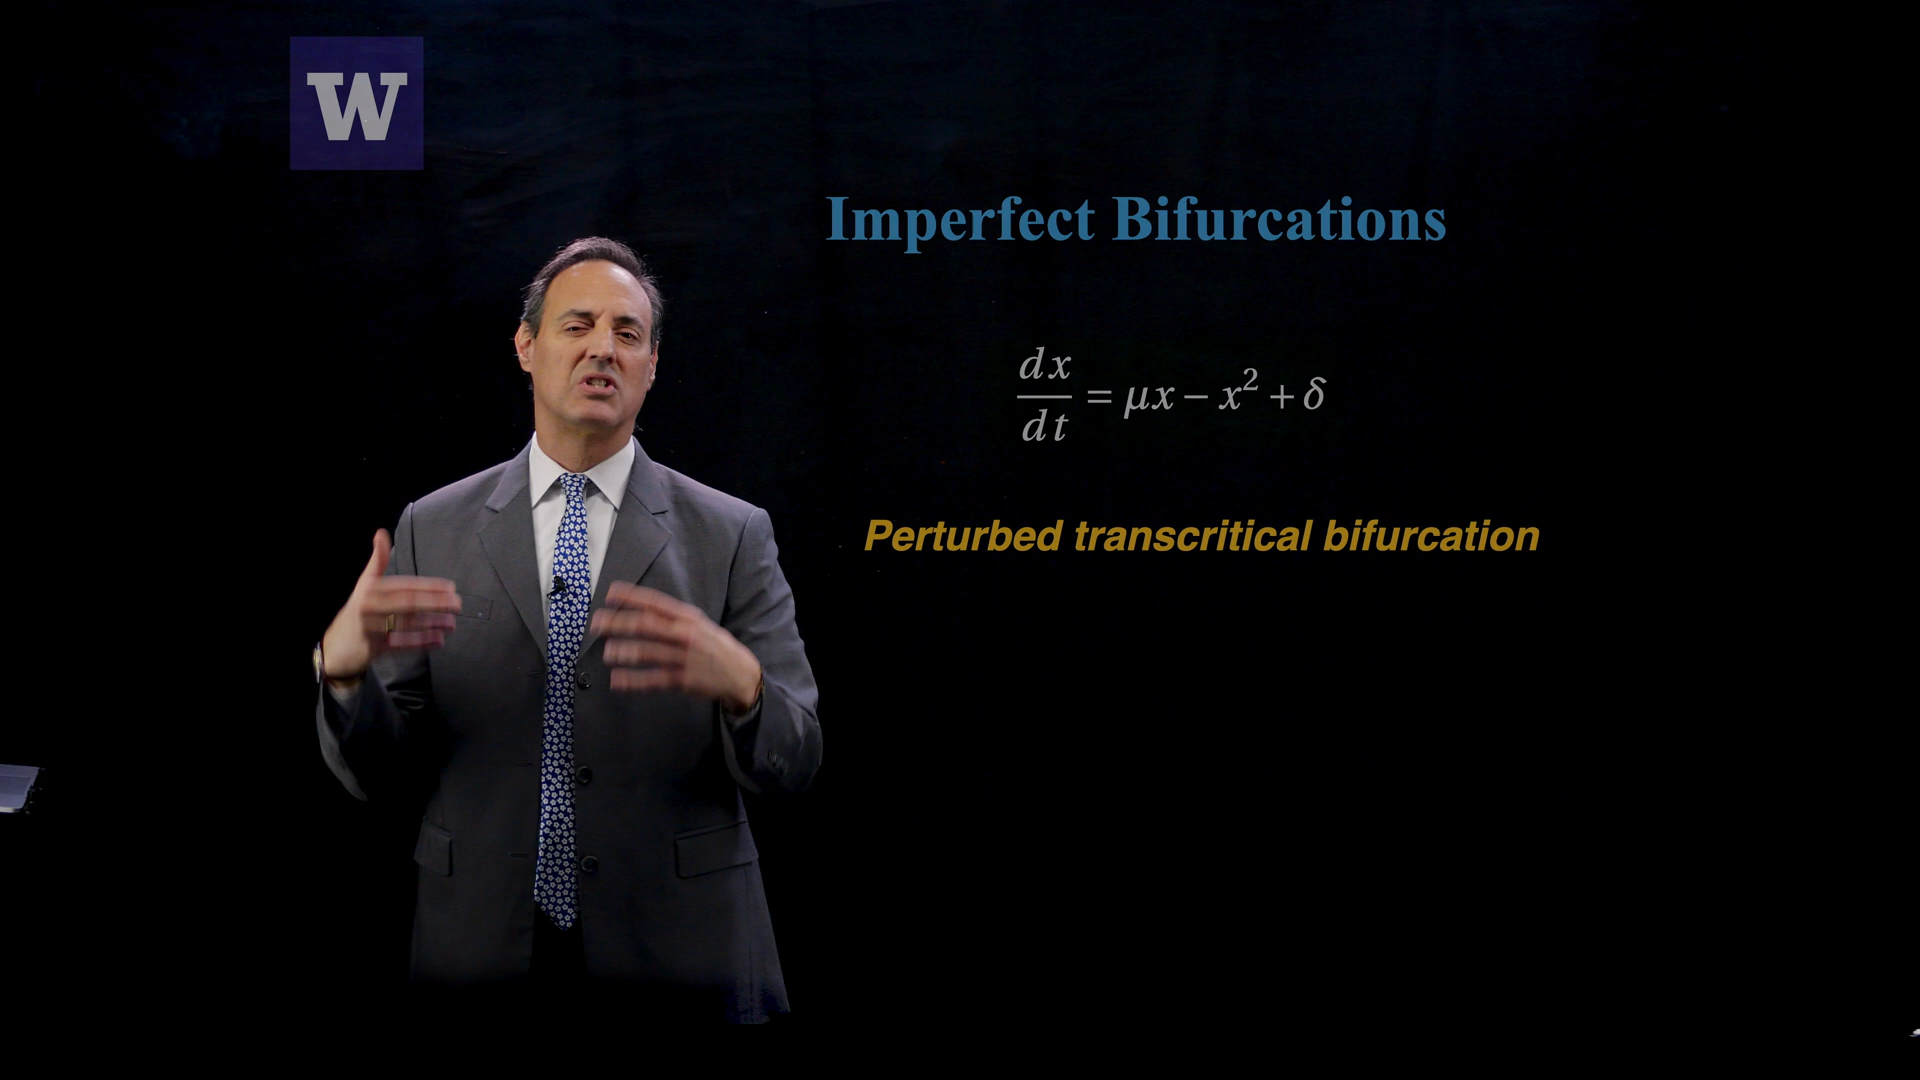 W
Imperfect Bifurcations
dx/dt = μx − x² + δ
Perturbed transcritical bifurcation